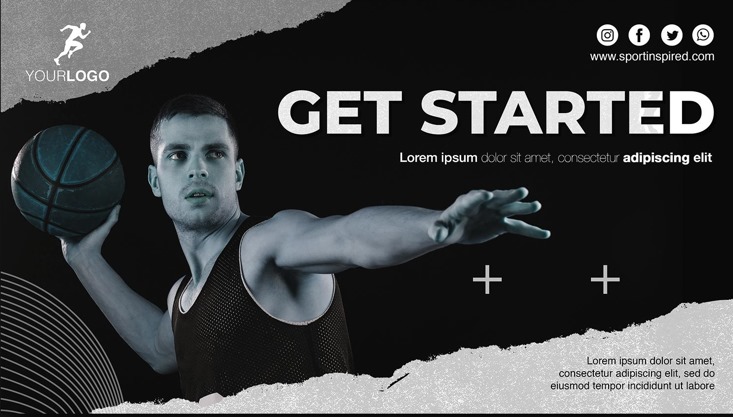 YOURLOGO
www.sportinspired.com
GET STARTED
Lorem ipsum dolor sit amet, consectetur adipiscing elit
Lorem ipsum dolor sit amet,
consectetur adipiscing elit, sed do
eiusmod tempor incididunt ut labore